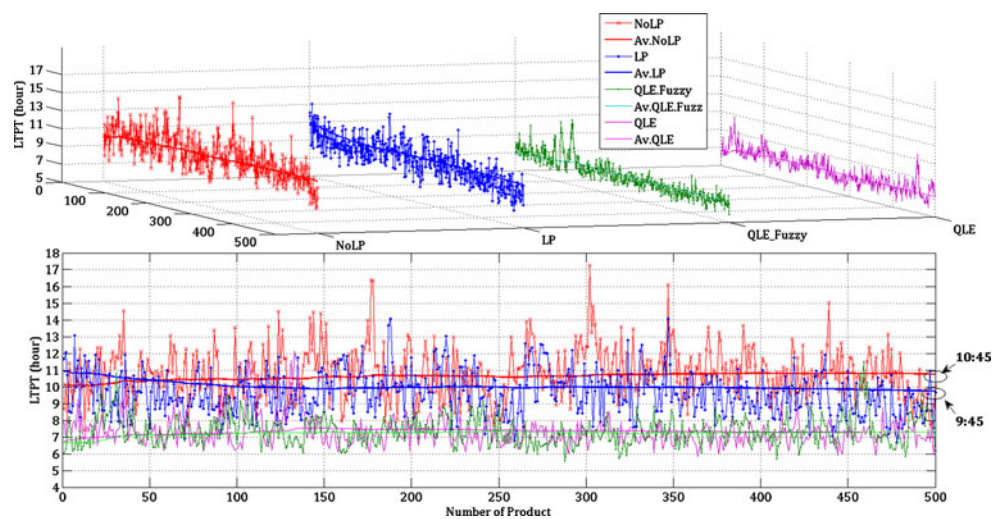 NoLP
Av.NoLP
LP
Av.LP
QLE.Fuzzy
Av.QLE.Fuzz
QLE
Av.QLE
LTPT (hour)
17
15
13
11
9
7
5
0
100
200
300
400
500
NoLP
LP
QLE_Fuzzy
QLE
LTPT (hour)
18
17
16
15
14
13
12
11
10
9
8
7
6
5
4
0
50
100
150
200
250
300
350
400
450
500
10:45
9:45
Number of Product